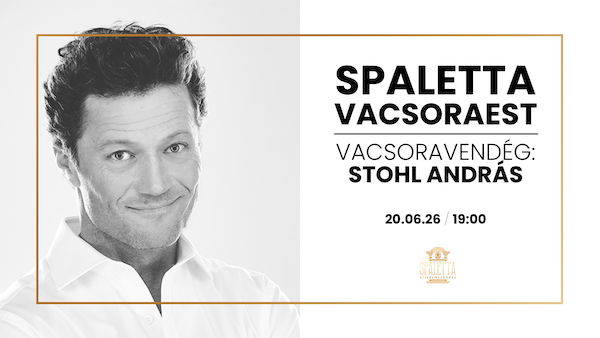 SPALETTA
VACSORAEST
VACSORAVENDÉG:
STOHL ANDRÁS
20.06.26 / 19:00
SPALETTA